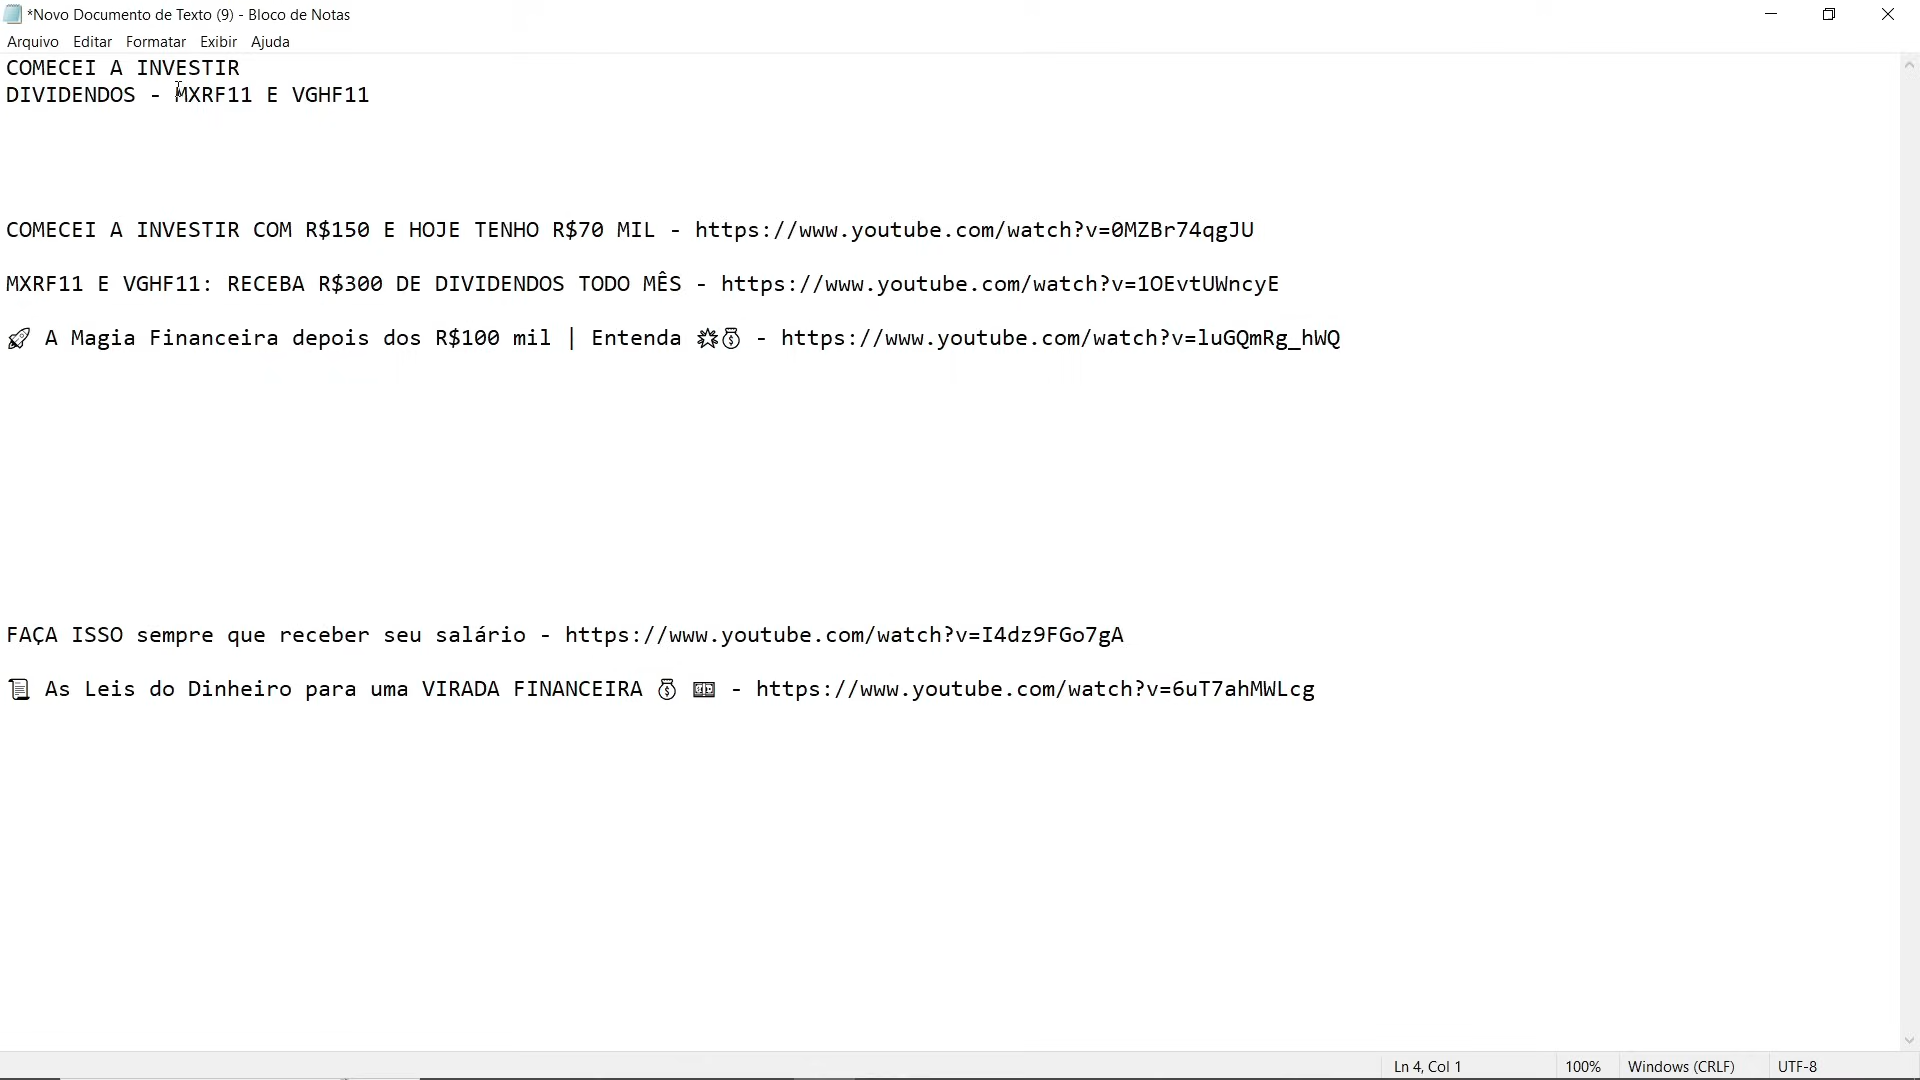 *Novo Documento de Texto (9) - Bloco de Notas
Arquivo Editar Formatar Exibir Ajuda
COMECEI A INVESTIR
DIVIDENDOS - MXRF11 E VGHF11
COMECEI A INVESTIR COM R$150 E HOJE TENHO R$70 MIL - https://www.youtube.com/watch?v=0MZBr74qgJU
MXRF11 E VGHF11: RECEBA R$300 DE DIVIDENDOS TODO MÊS - https://www.youtube.com/watch?v=1OEvtUWncyE
🚀 A Magia Financeira depois dos R$100 mil | Entenda 🌟💰 - https://www.youtube.com/watch?v=luGQmRg_hWQ
FAÇA ISSO sempre que receber seu salário - https://www.youtube.com/watch?v=I4dz9FGo7gA
📜 As Leis do Dinheiro para uma VIRADA FINANCEIRA 💰 💵 - https://www.youtube.com/watch?v=6uT7ahMWLcg
Ln 4, Col 1 100% Windows (CRLF) UTF-8